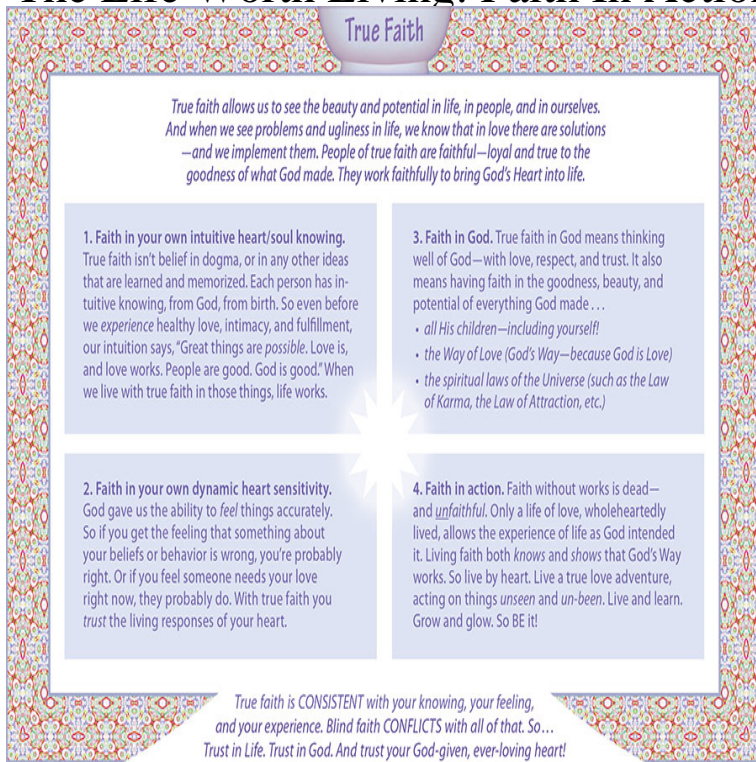 The Life Worth Living: Faith In Action
True Faith
True faith allows us to see the beauty and potential in life, in people, and in ourselves.
And when we see problems and ugliness in life, we know that in love there are solutions
—and we implement them. People of true faith are faithful—loyal and true to the
goodness of what God made. They work faithfully to bring God's Heart into life.
1. Faith in your own intuitive heart/soul knowing.
True faith isn't belief in dogma, or in any other ideas
that are learned and memorized. Each person has in-
tuitive knowing, from God, from birth. So even before
we experience healthy love, intimacy, and fulfillment,
our intuition says, "Great things are possible. Love is,
and love works. People are good. God is good." When
we live with true faith in those things, life works.
2. Faith in your own dynamic heart sensitivity.
God gave us the ability to feel things accurately.
So if you get the feeling that something about
your beliefs or behavior is wrong, you're probably
right. Or if you feel someone needs your love
right now, they probably do. With true faith you
trust the living responses of your heart.
3. Faith in God. True faith in God means thinking
well of God—with love, respect, and trust. It also
means having faith in the goodness, beauty, and
potential of everything God made . . .
• all His children—including yourself!
• the Way of Love (God's Way—because God is Love)
• the spiritual laws of the Universe (such as the Law
of Karma, the Law of Attraction, etc.)
4. Faith in action. Faith without works is dead—
and unfaithful. Only a life of love, wholeheartedly
lived, allows the experience of life as God intended
it. Living faith both knows and shows that God's Way
works. So live by heart. Live a true love adventure,
acting on things unseen and un-been. Live and learn.
Grow and glow. So BE it!
True faith is CONSISTENT with your knowing, your feeling,
and your experience. Blind faith CONFLICTS with all of that. So…
Trust in Life. Trust in God. And trust your God-given, ever-loving heart!